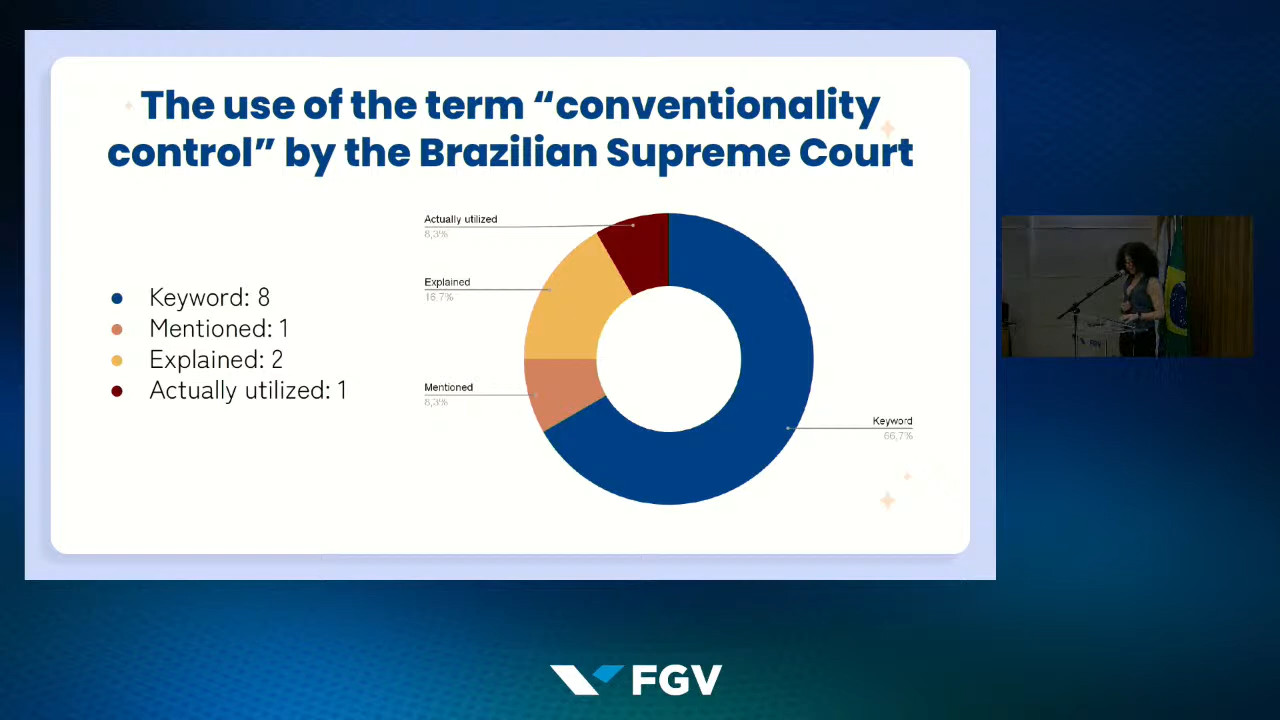 The use of the term “conventionality
control” by the Brazilian Supreme Court
Keyword: 8
Mentioned: 1
Explained: 2
Actually utilized: 1
Actually utilized
8,3%
Explained
16,7%
Mentioned
8,3%
Keyword
66,7%
FGV
FGV